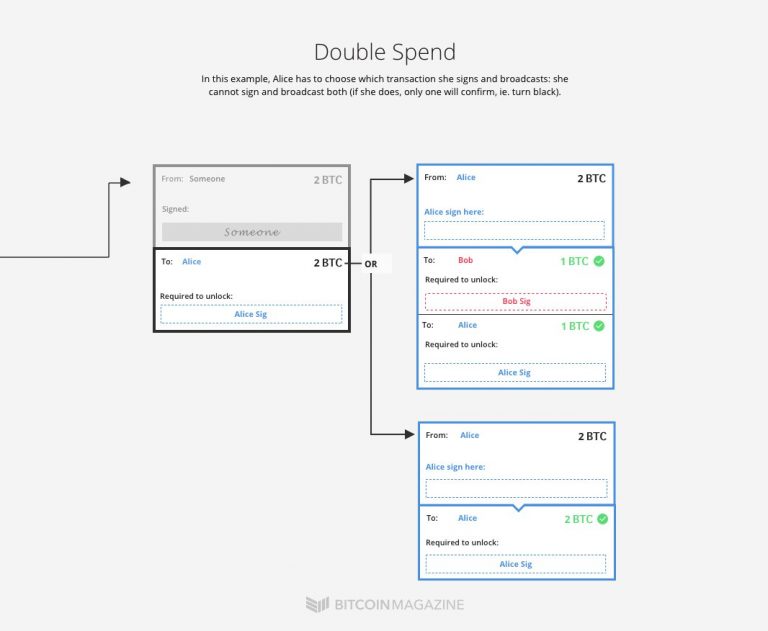 Double Spend
In this example, Alice has to choose which transaction she signs and broadcasts: she
cannot sign and broadcast both (if she does, only one will confirm, ie. turn black).
From: Someone 2 BTC
Signed:
Someone
To: Alice 2 BTC
Required to unlock:
Alice Sig
OR
From: Alice 2 BTC
Alice sign here:
To: Bob 1 BTC
Required to unlock:
Bob Sig
To: Alice 1 BTC
Required to unlock:
Alice Sig
From: Alice 2 BTC
Alice sign here:
To: Alice 2 BTC
Required to unlock:
Alice Sig
BITCOINMAGAZINE